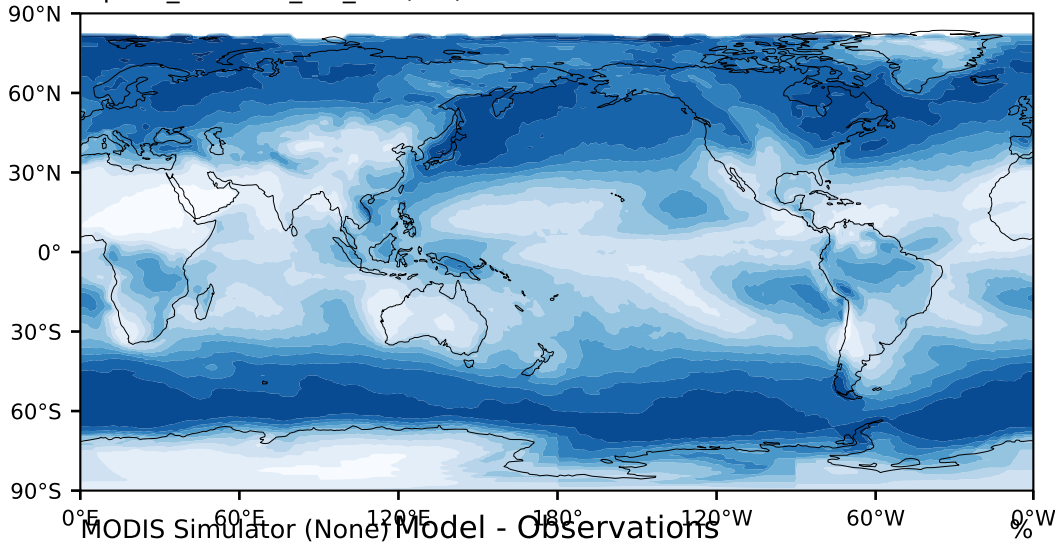 90°N
60°N
30°N
0°
30°S
60°S
90°S
0°E 60°E 120°E 180° 120°W 60°W 0°W
MODIS Simulator (None) Model - Observations %